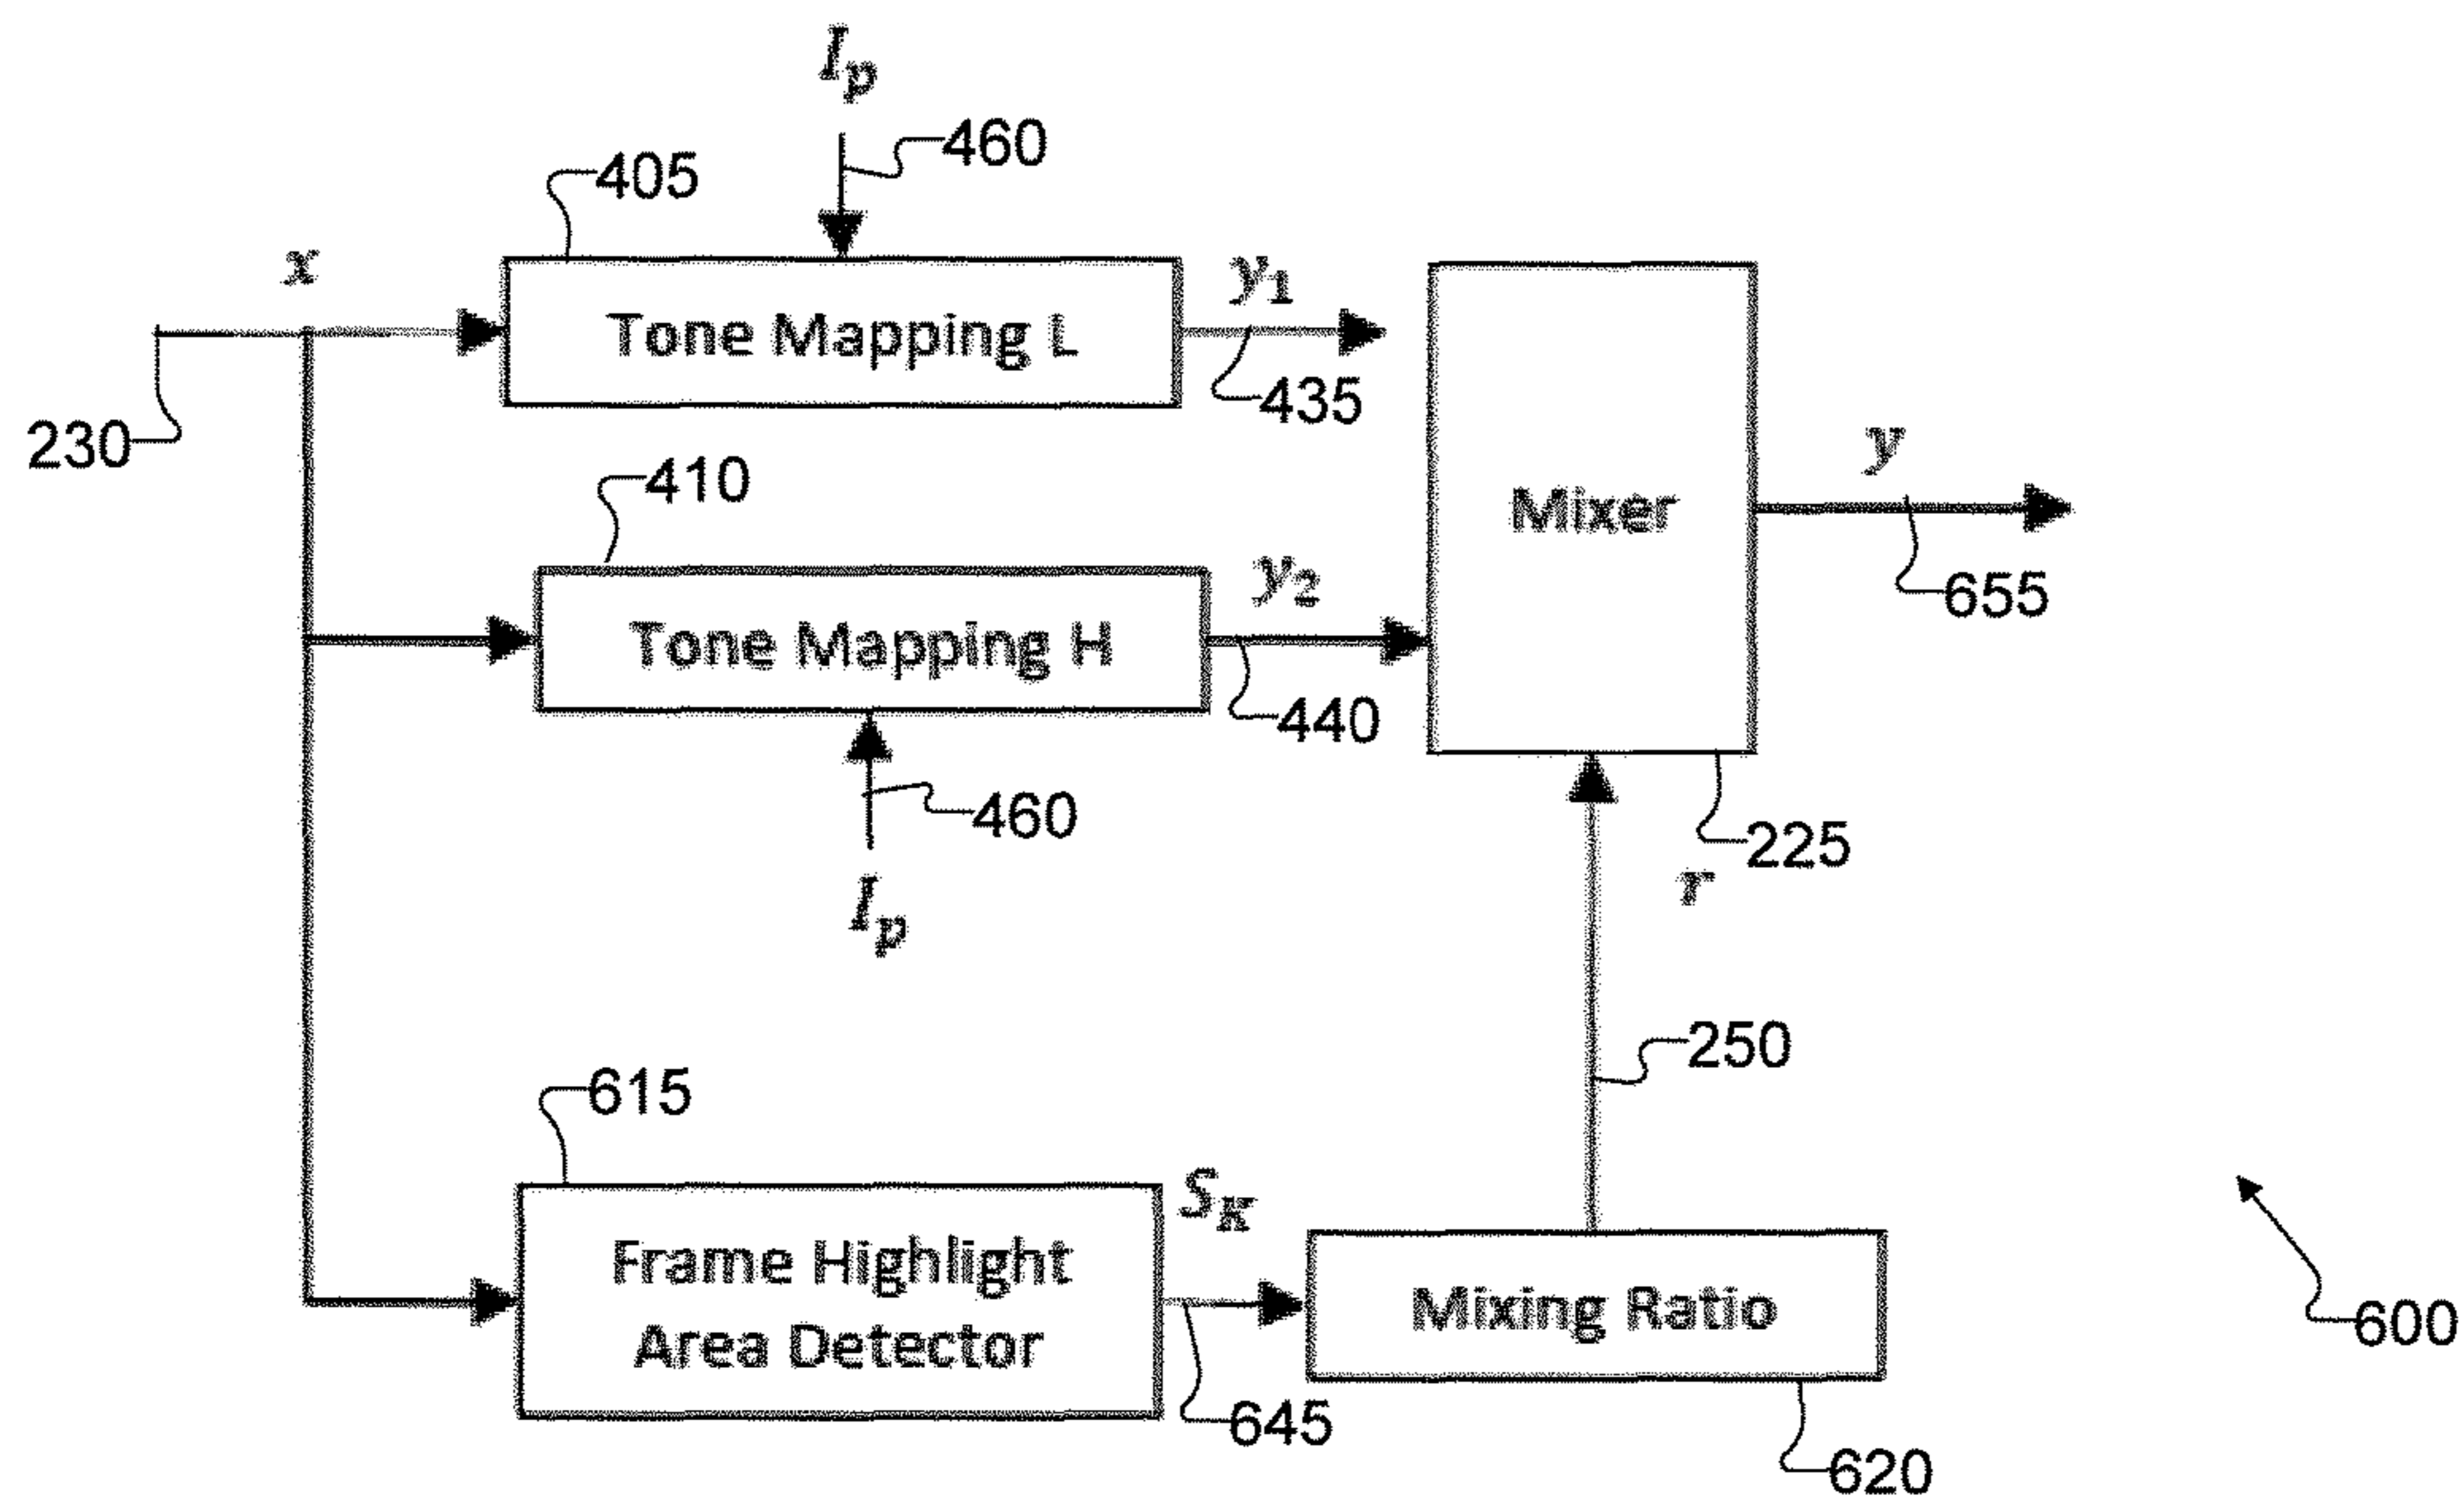 I_p
460
405
x
Tone Mapping L
y_1
435
230
410
Mixer
y
Tone Mapping H
y_2
655
440
460
225
r
I_p
250
615
S_K
Frame Highlight
Area Detector
Mixing Ratio
600
645
620